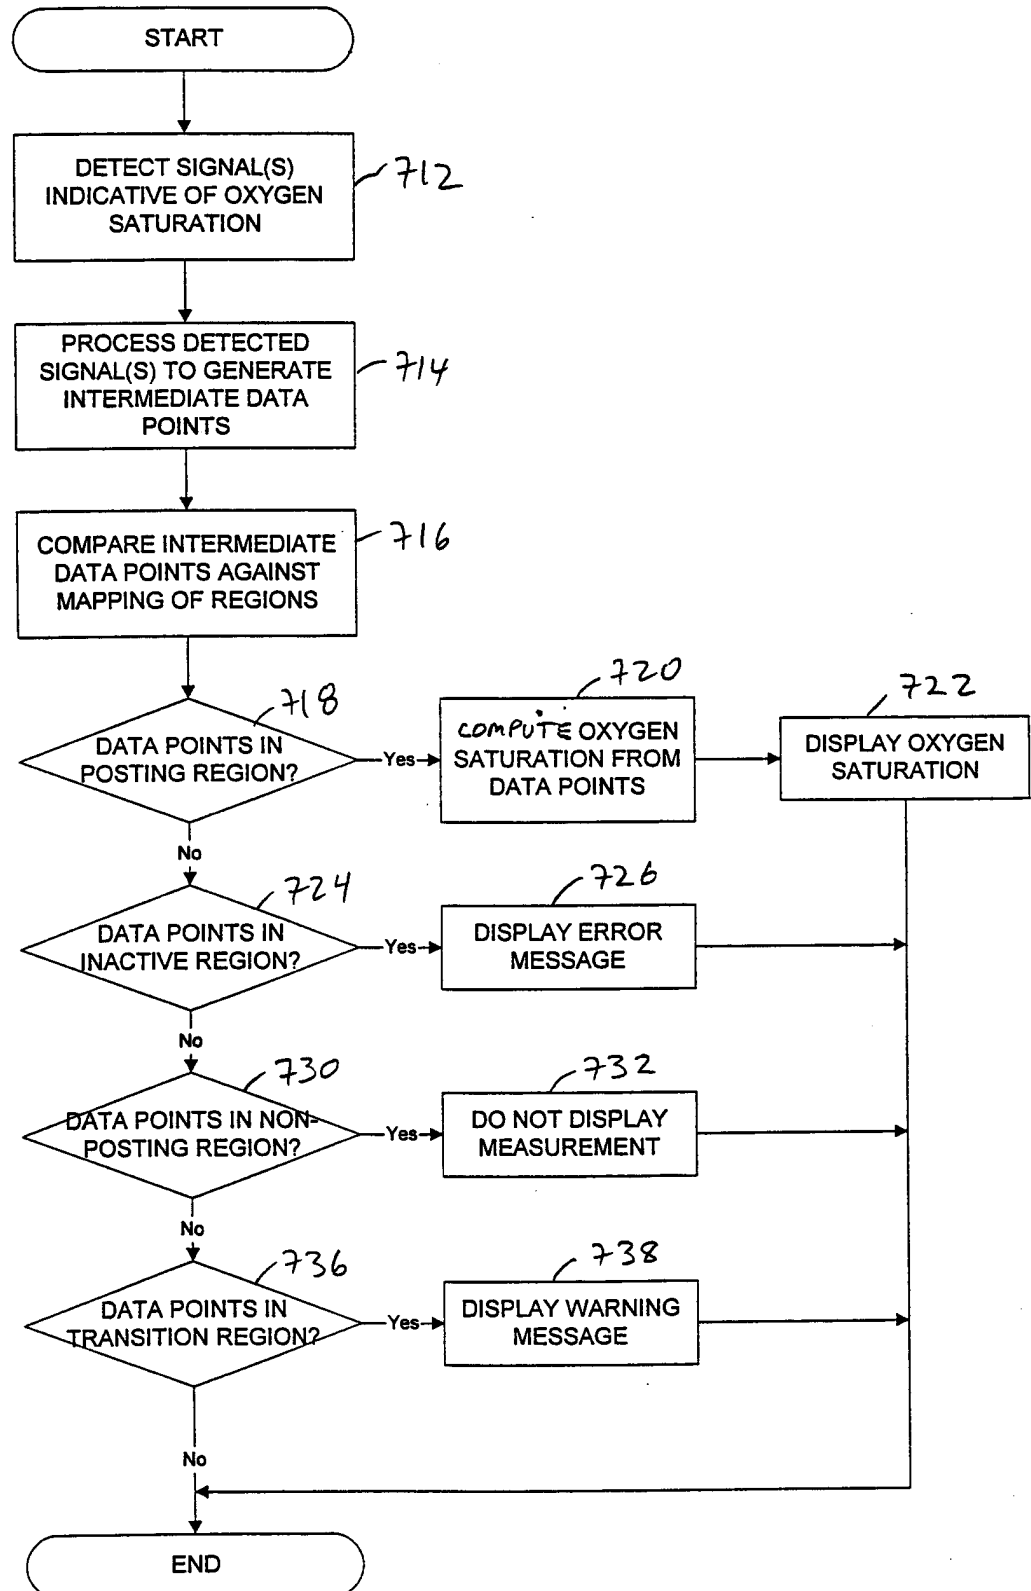 START
DETECT SIGNAL(S)
INDICATIVE OF OXYGEN
SATURATION
712
PROCESS DETECTED
SIGNAL(S) TO GENERATE
INTERMEDIATE DATA
POINTS
714
COMPARE INTERMEDIATE
DATA POINTS AGAINST
MAPPING OF REGIONS
716
DATA POINTS IN
POSTING REGION?
718
Yes
COMPUTE OXYGEN
SATURATION FROM
DATA POINTS
720
DISPLAY OXYGEN
SATURATION
722
No
DATA POINTS IN
INACTIVE REGION?
724
Yes
DISPLAY ERROR
MESSAGE
726
No
DATA POINTS IN NON-
POSTING REGION?
730
Yes
DO NOT DISPLAY
MEASUREMENT
732
No
DATA POINTS IN
TRANSITION REGION?
736
Yes
DISPLAY WARNING
MESSAGE
738
No
END